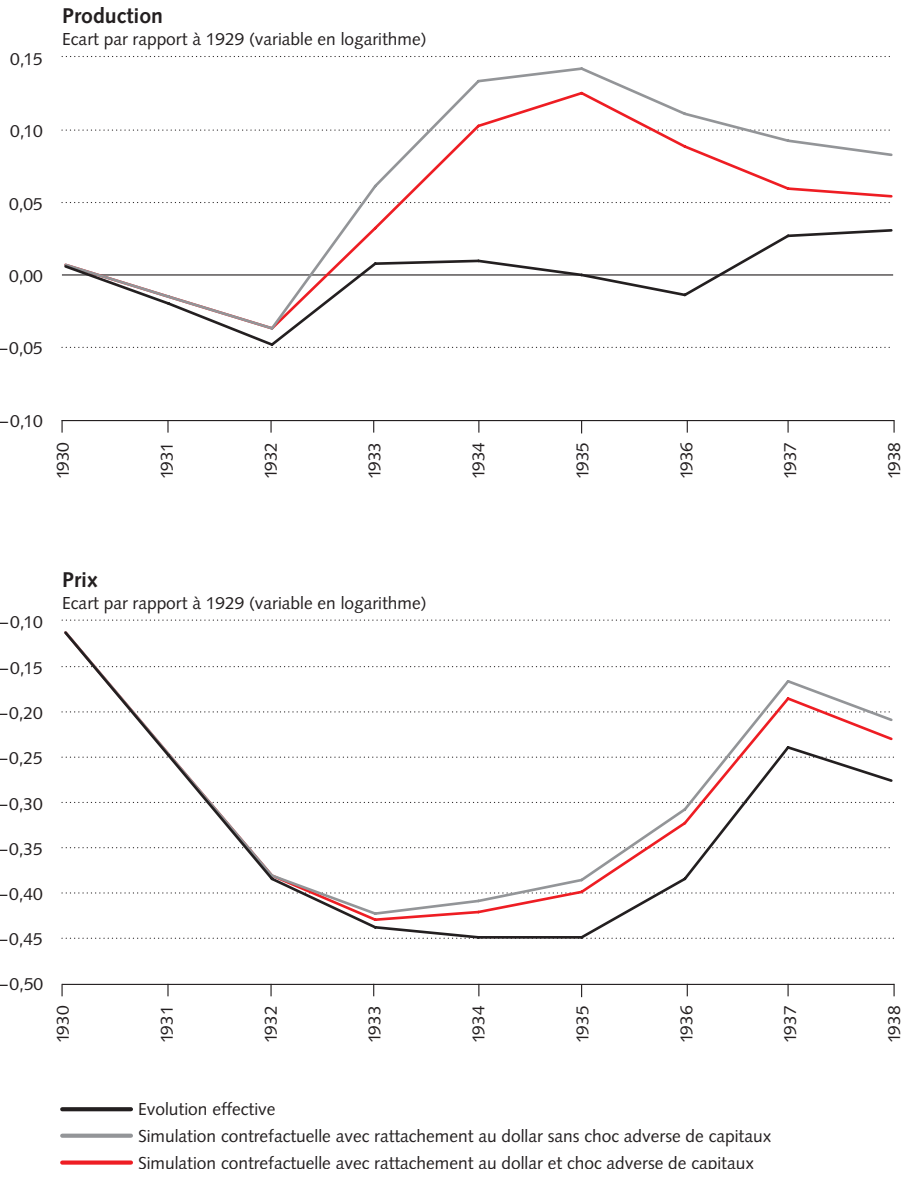 Production
Ecart par rapport à 1929 (variable en logarithme)
0,15
0,10
0,05
0,00
–0,05
–0,10
1930 1931 1932 1933 1934 1935 1936 1937 1938
Prix
Ecart par rapport à 1929 (variable en logarithme)
–0,10
–0,15
–0,20
–0,25
–0,30
–0,35
–0,40
–0,45
–0,50
1930 1931 1932 1933 1934 1935 1936 1937 1938
Evolution effective
Simulation contrefactuelle avec rattachement au dollar sans choc adverse de capitaux
Simulation contrefactuelle avec rattachement au dollar et choc adverse de capitaux